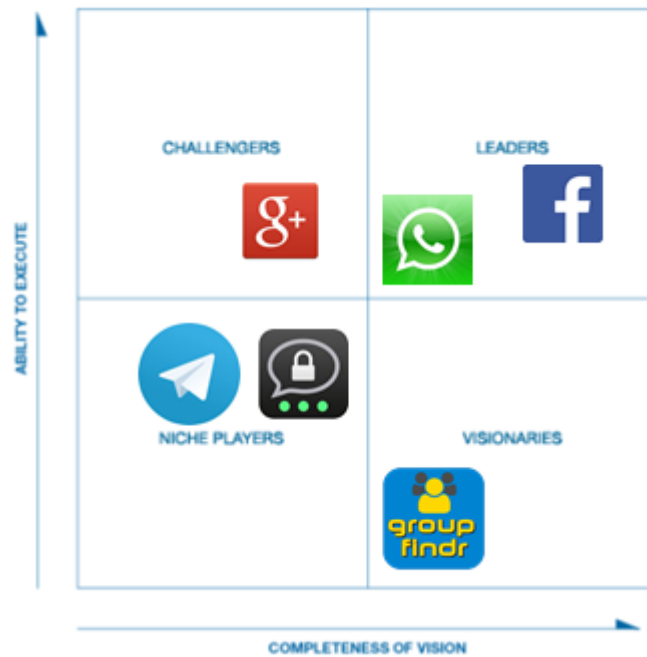 CHALLENGERS
LEADERS
g+
f
ABILITY TO EXECUTE
NICHE PLAYERS
VISIONARIES
group
findr
COMPLETENESS OF VISION